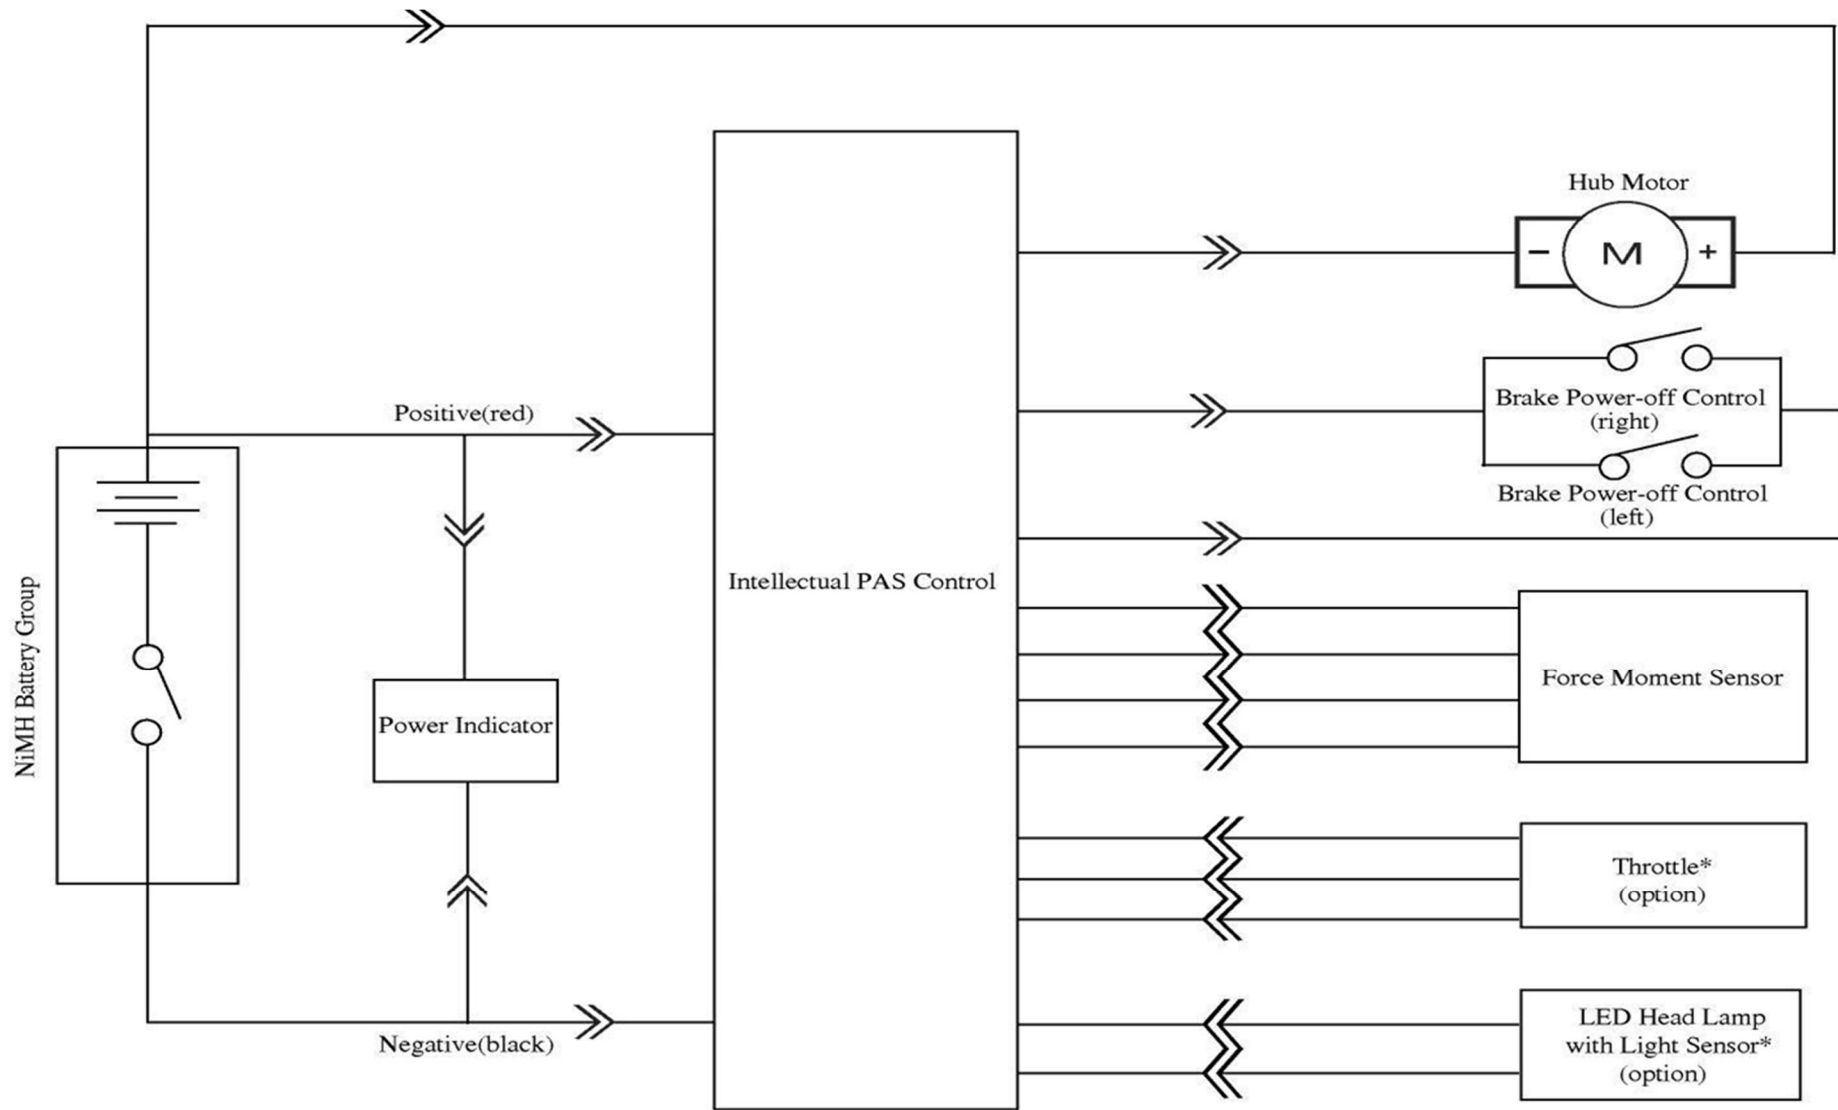 Hub Motor
− M +
Positive(red)
Brake Power-off Control
(right)
Brake Power-off Control
(left)
NiMH Battery Group
Intellectual PAS Control
Power Indicator
Force Moment Sensor
Throttle*
(option)
Negative(black)
LED Head Lamp
with Light Sensor*
(option)